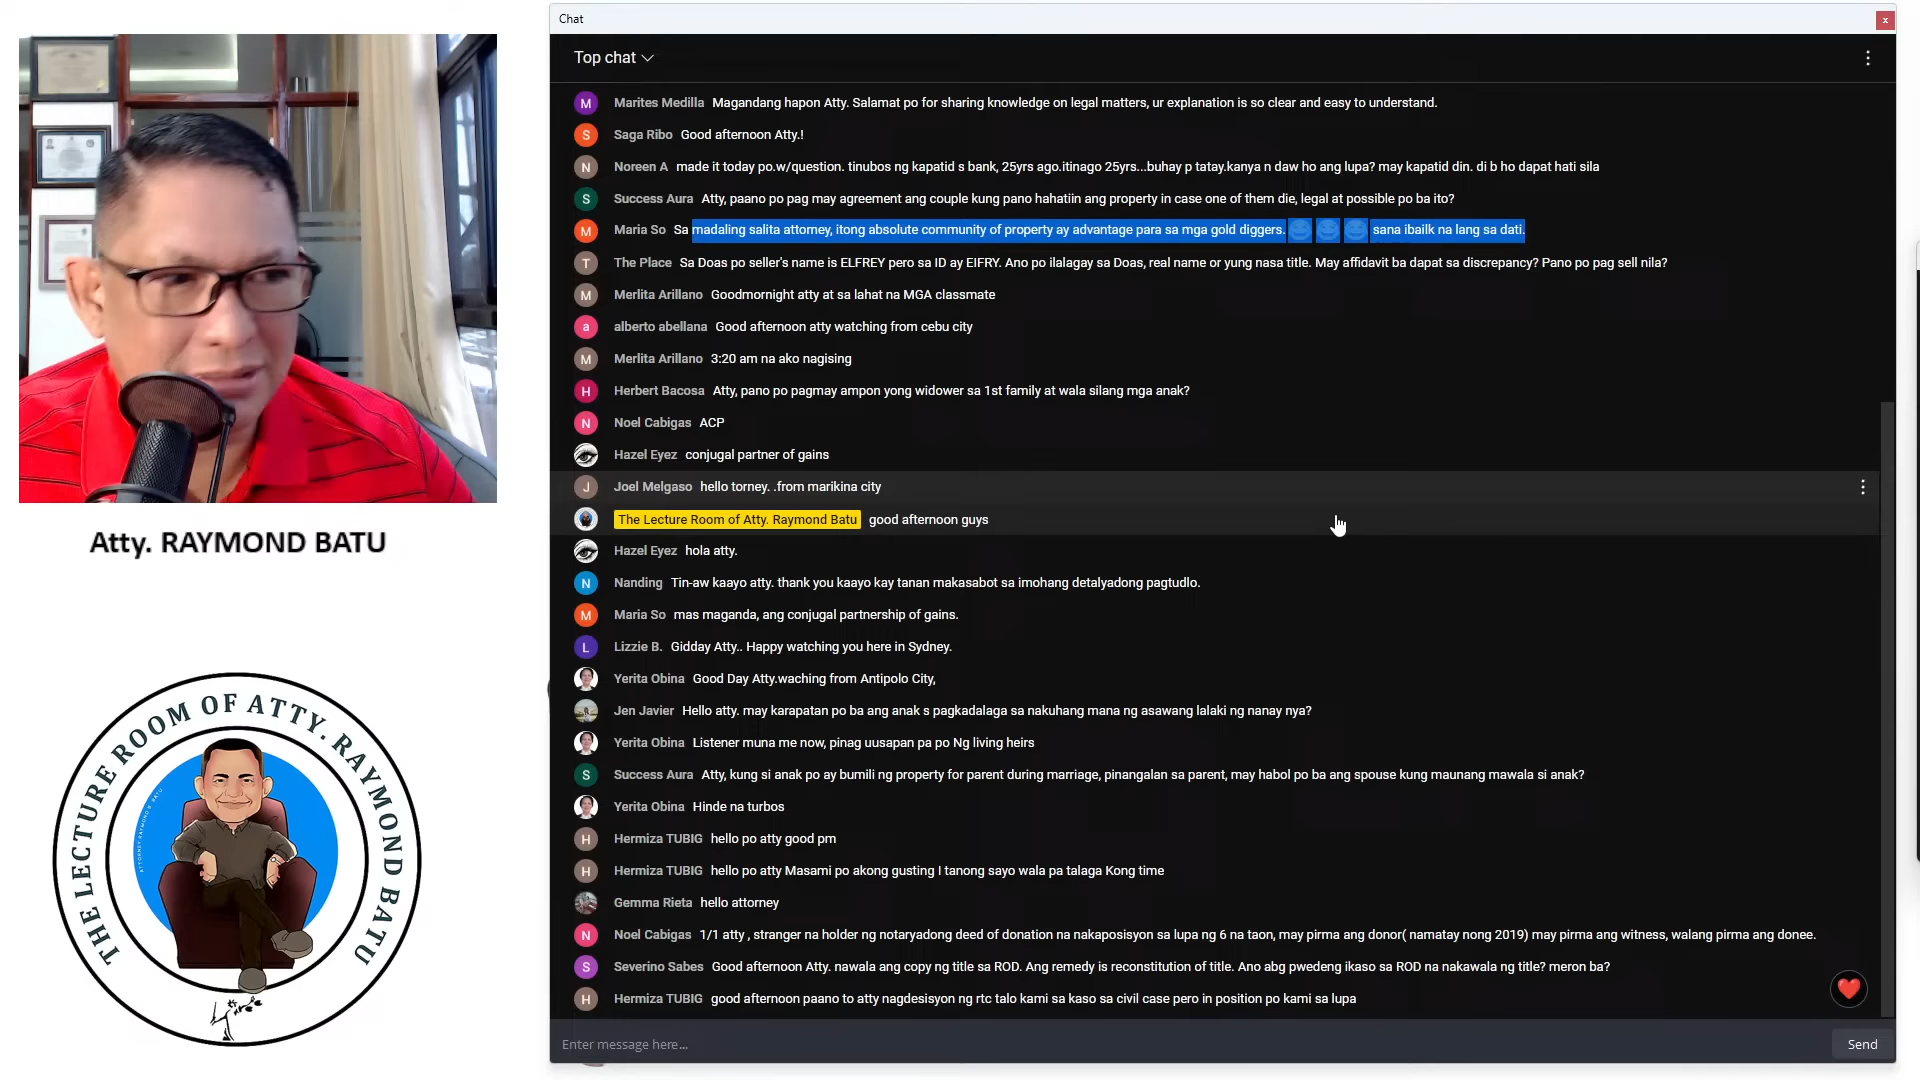 Chat
Top chat
M Marites Medilla Magandang hapon Atty. Salamat po for sharing knowledge on legal matters, ur explanation is so clear and easy to understand.
S Saga Ribo Good afternoon Atty.!
N Noreen A made it today po.w/question. tinubos ng kapatid s bank, 25yrs ago.itinago 25yrs...buhay p tatay.kanya n daw ho ang lupa? may kapatid din. di b ho dapat hati sila
S Success Aura Atty, paano po pag may agreement ang couple kung pano hahatiin ang property in case one of them die, legal at possible po ba ito?
M Maria So Sa madaling salita attorney, itong absolute community of property ay advantage para sa mga gold diggers. sana ibailk na lang sa dati.
T The Place Sa Doas po seller's name is ELFREY pero sa ID ay EIFRY. Ano po ilalagay sa Doas, real name or yung nasa title. May affidavit ba dapat sa discrepancy? Pano po pag sell nila?
M Merlita Arillano Goodmornight atty at sa lahat na MGA classmate
a alberto abellana Good afternoon atty watching from cebu city
M Merlita Arillano 3:20 am na ako nagising
H Herbert Bacosa Atty, pano po pagmay ampon yong widower sa 1st family at wala silang mga anak?
N Noel Cabigas ACP
Hazel Eyez conjugal partner of gains
J Joel Melgaso hello torney. .from marikina city
The Lecture Room of Atty. Raymond Batu good afternoon guys
Hazel Eyez hola atty.
N Nanding Tin-aw kaayo atty. thank you kaayo kay tanan makasabot sa imohang detalyadong pagtudlo.
M Maria So mas maganda, ang conjugal partnership of gains.
L Lizzie B. Gidday Atty.. Happy watching you here in Sydney.
Yerita Obina Good Day Atty.waching from Antipolo City,
Jen Javier Hello atty. may karapatan po ba ang anak s pagkadalaga sa nakuhang mana ng asawang lalaki ng nanay nya?
Yerita Obina Listener muna me now, pinag uusapan pa po Ng living heirs
S Success Aura Atty, kung si anak po ay bumili ng property for parent during marriage, pinangalan sa parent, may habol po ba ang spouse kung maunang mawala si anak?
Yerita Obina Hinde na turbos
H Hermiza TUBIG hello po atty good pm
H Hermiza TUBIG hello po atty Masami po akong gusting I tanong sayo wala pa talaga Kong time
Gemma Rieta hello attorney
N Noel Cabigas 1/1 atty , stranger na holder ng notaryadong deed of donation na nakaposisyon sa lupa ng 6 na taon, may pirma ang donor( namatay nong 2019) may pirma ang witness, walang pirma ang donee.
S Severino Sabes Good afternoon Atty. nawala ang copy ng title sa ROD. Ang remedy is reconstitution of title. Ano abg pwedeng ikaso sa ROD na nakawala ng title? meron ba?
H Hermiza TUBIG good afternoon paano to atty nagdesisyon ng rtc talo kami sa kaso sa civil case pero in position po kami sa lupa
Enter message here...
Send
Atty. RAYMOND BATU
THE LECTURE ROOM OF ATTY. RAYMOND BATU